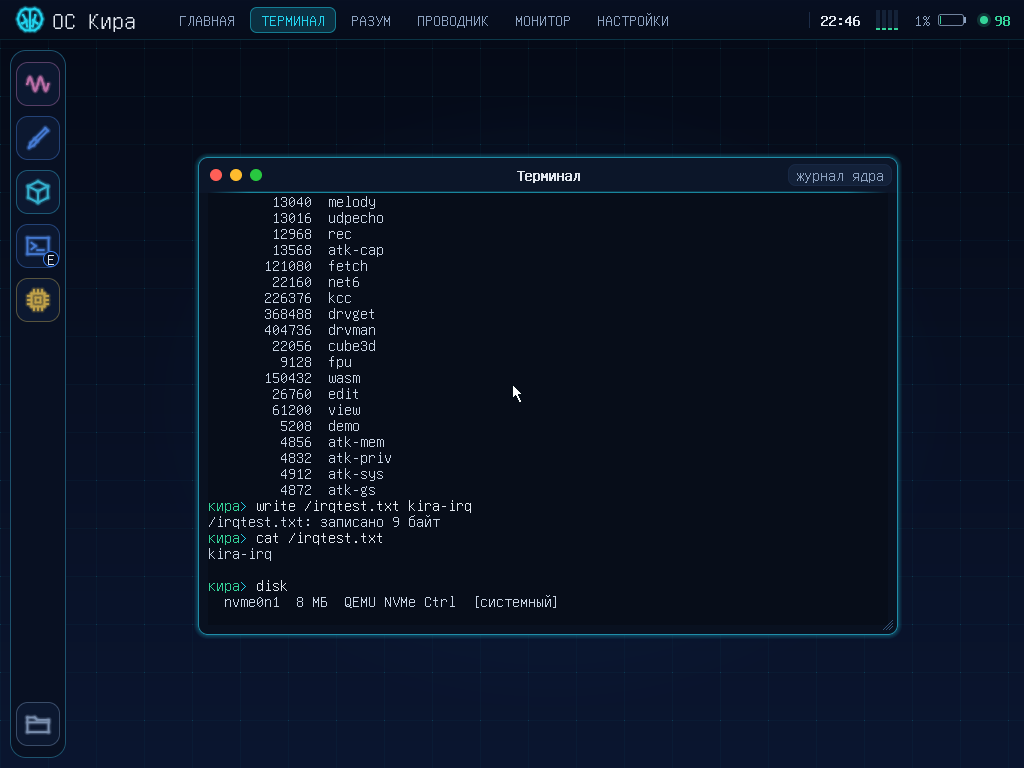 ОС Кира
ГЛАВНАЯ ТЕРМИНАЛ РАЗУМ ПРОВОДНИК МОНИТОР НАСТРОЙКИ
22:46 1% 98
E
Терминал
журнал ядра
13040 melody
13016 udpecho
12968 rec
13568 atk-cap
121080 fetch
22160 net6
226376 kcc
368488 drvget
404736 drvman
22056 cube3d
9128 fpu
150432 wasm
26760 edit
61200 view
5208 demo
4856 atk-mem
4832 atk-priv
4912 atk-sys
4872 atk-gs
кира> write /irqtest.txt kira-irq
/irqtest.txt: записано 9 байт
кира> cat /irqtest.txt
kira-irq
кира> disk
nvme0n1 8 МБ QEMU NVMe Ctrl [системный]